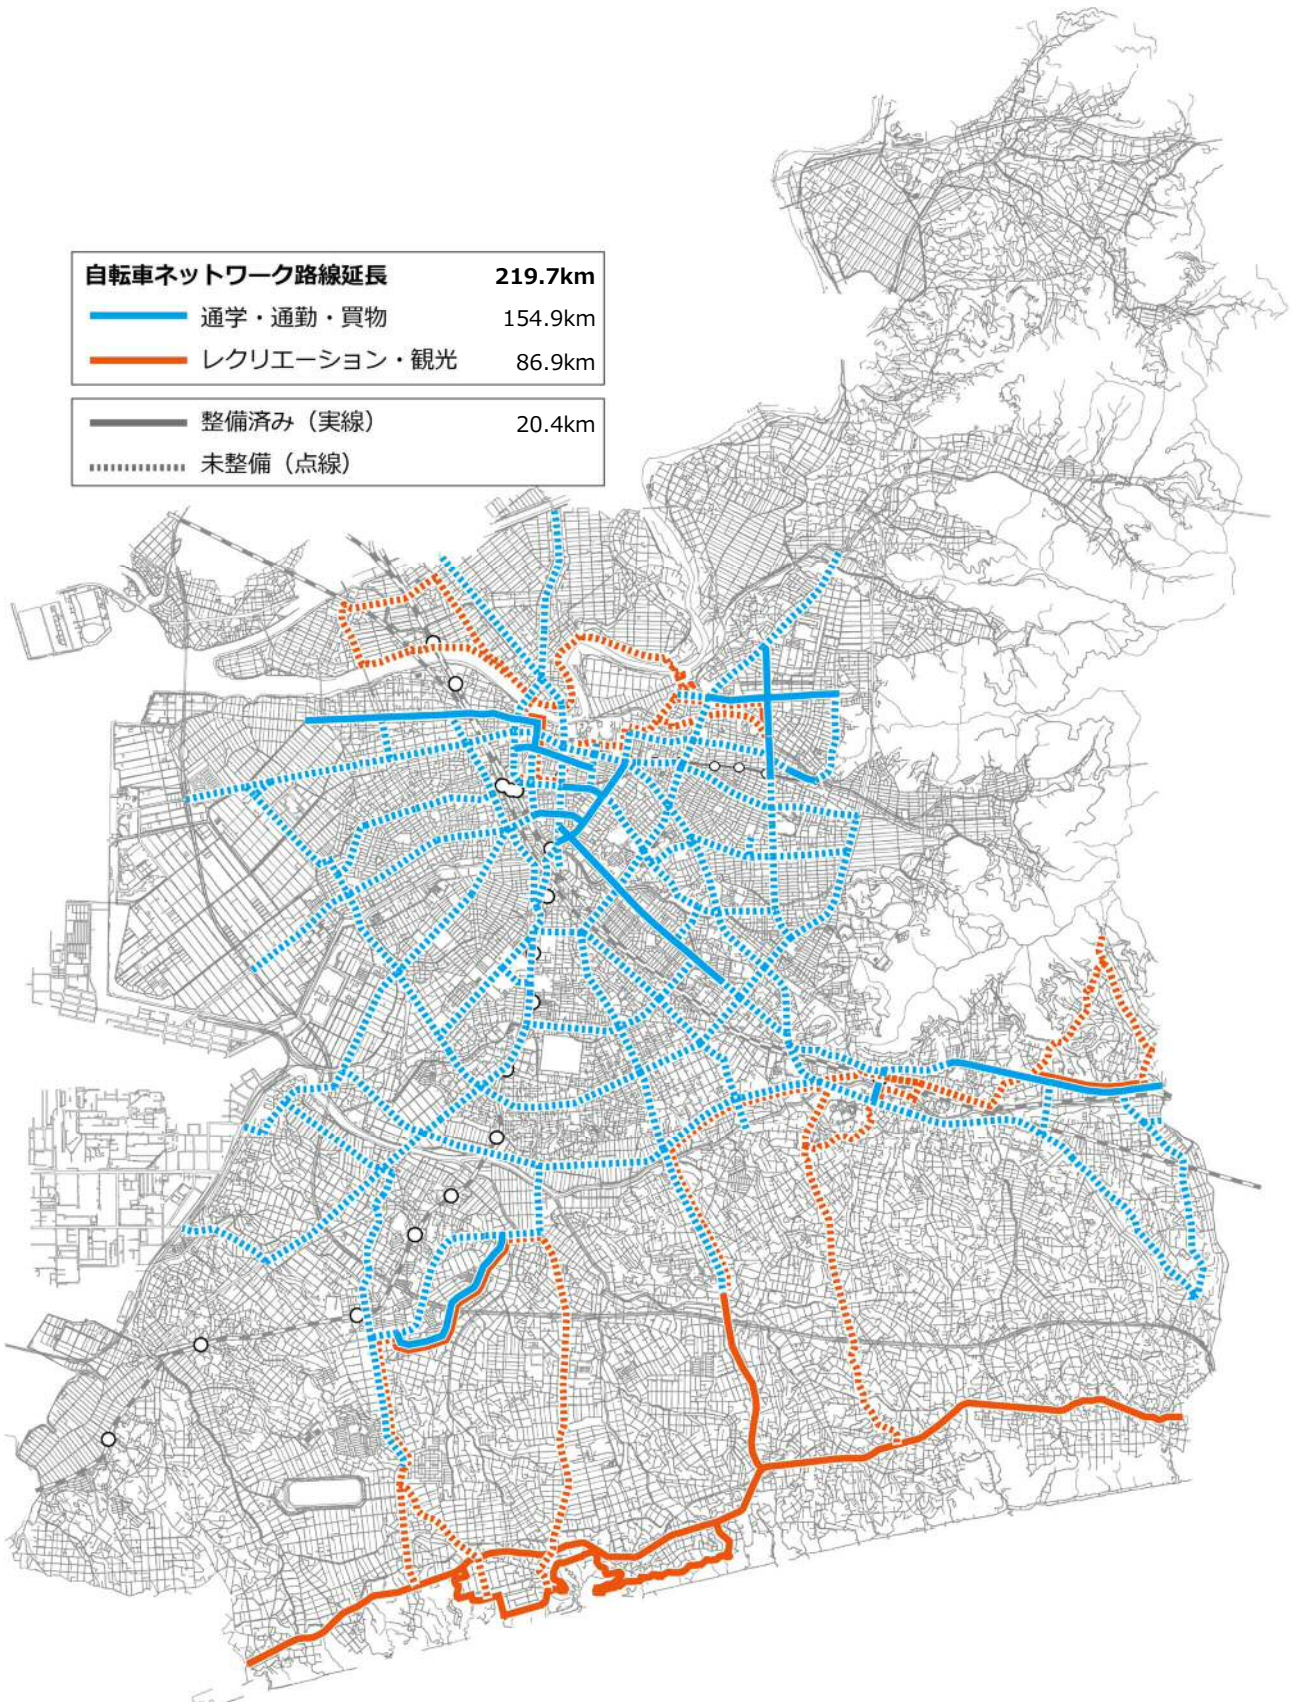 自転車ネットワーク路線延長 219.7km
通学・通勤・買物 154.9km
レクリエーション・観光 86.9km
整備済み（実線） 20.4km
未整備（点線）